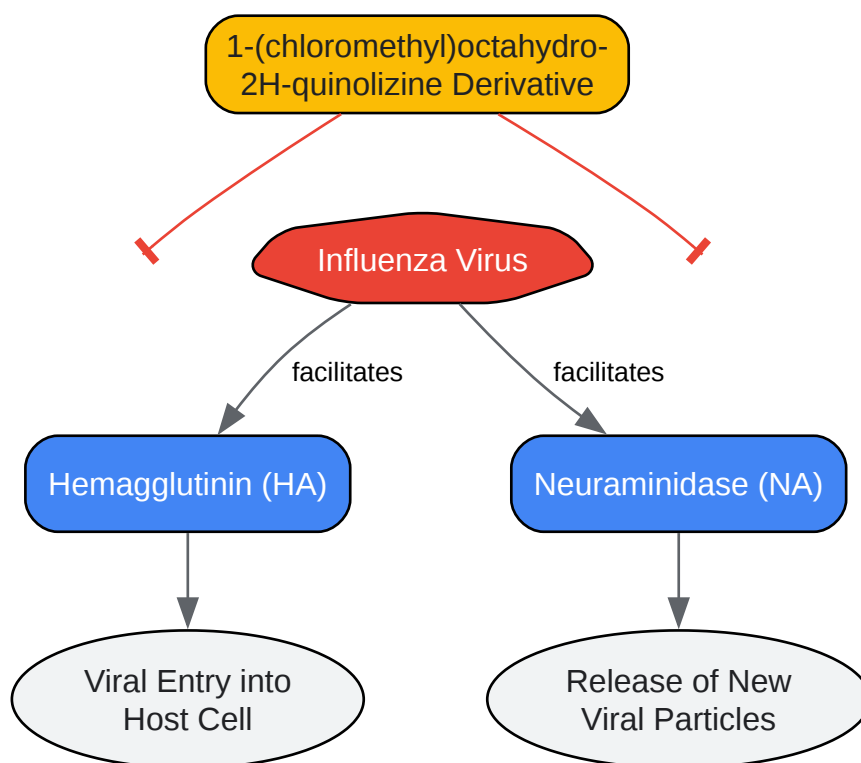 1-(chloromethyl)octahydro-
2H-quinolizine Derivative
Influenza Virus
facilitates
facilitates
Hemagglutinin (HA)
Neuraminidase (NA)
Viral Entry into
Host Cell
Release of New
Viral Particles